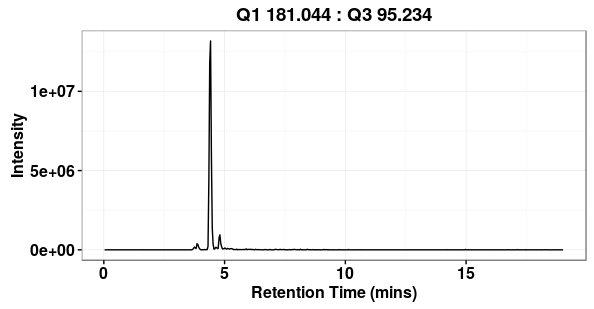 Q1 181.044 : Q3 95.234
Intensity
1e+07
5e+06
0e+00
0 5 10 15
Retention Time (mins)